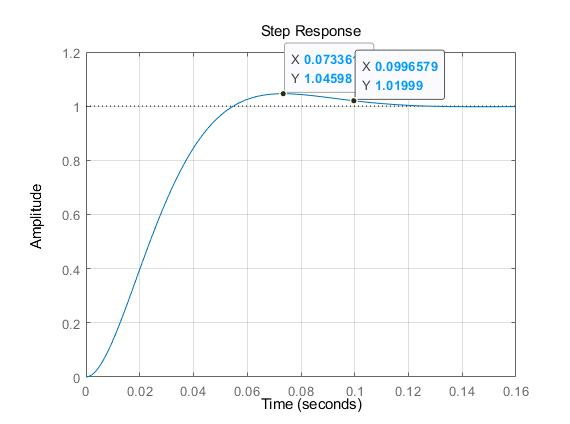 Step Response
X 0.07336
Y 1.04598
X 0.0996579
Y 1.01999
1.2
1
0.8
0.6
0.4
0.2
0
Amplitude
0 0.02 0.04 0.06 0.08 0.1 0.12 0.14 0.16
Time (seconds)